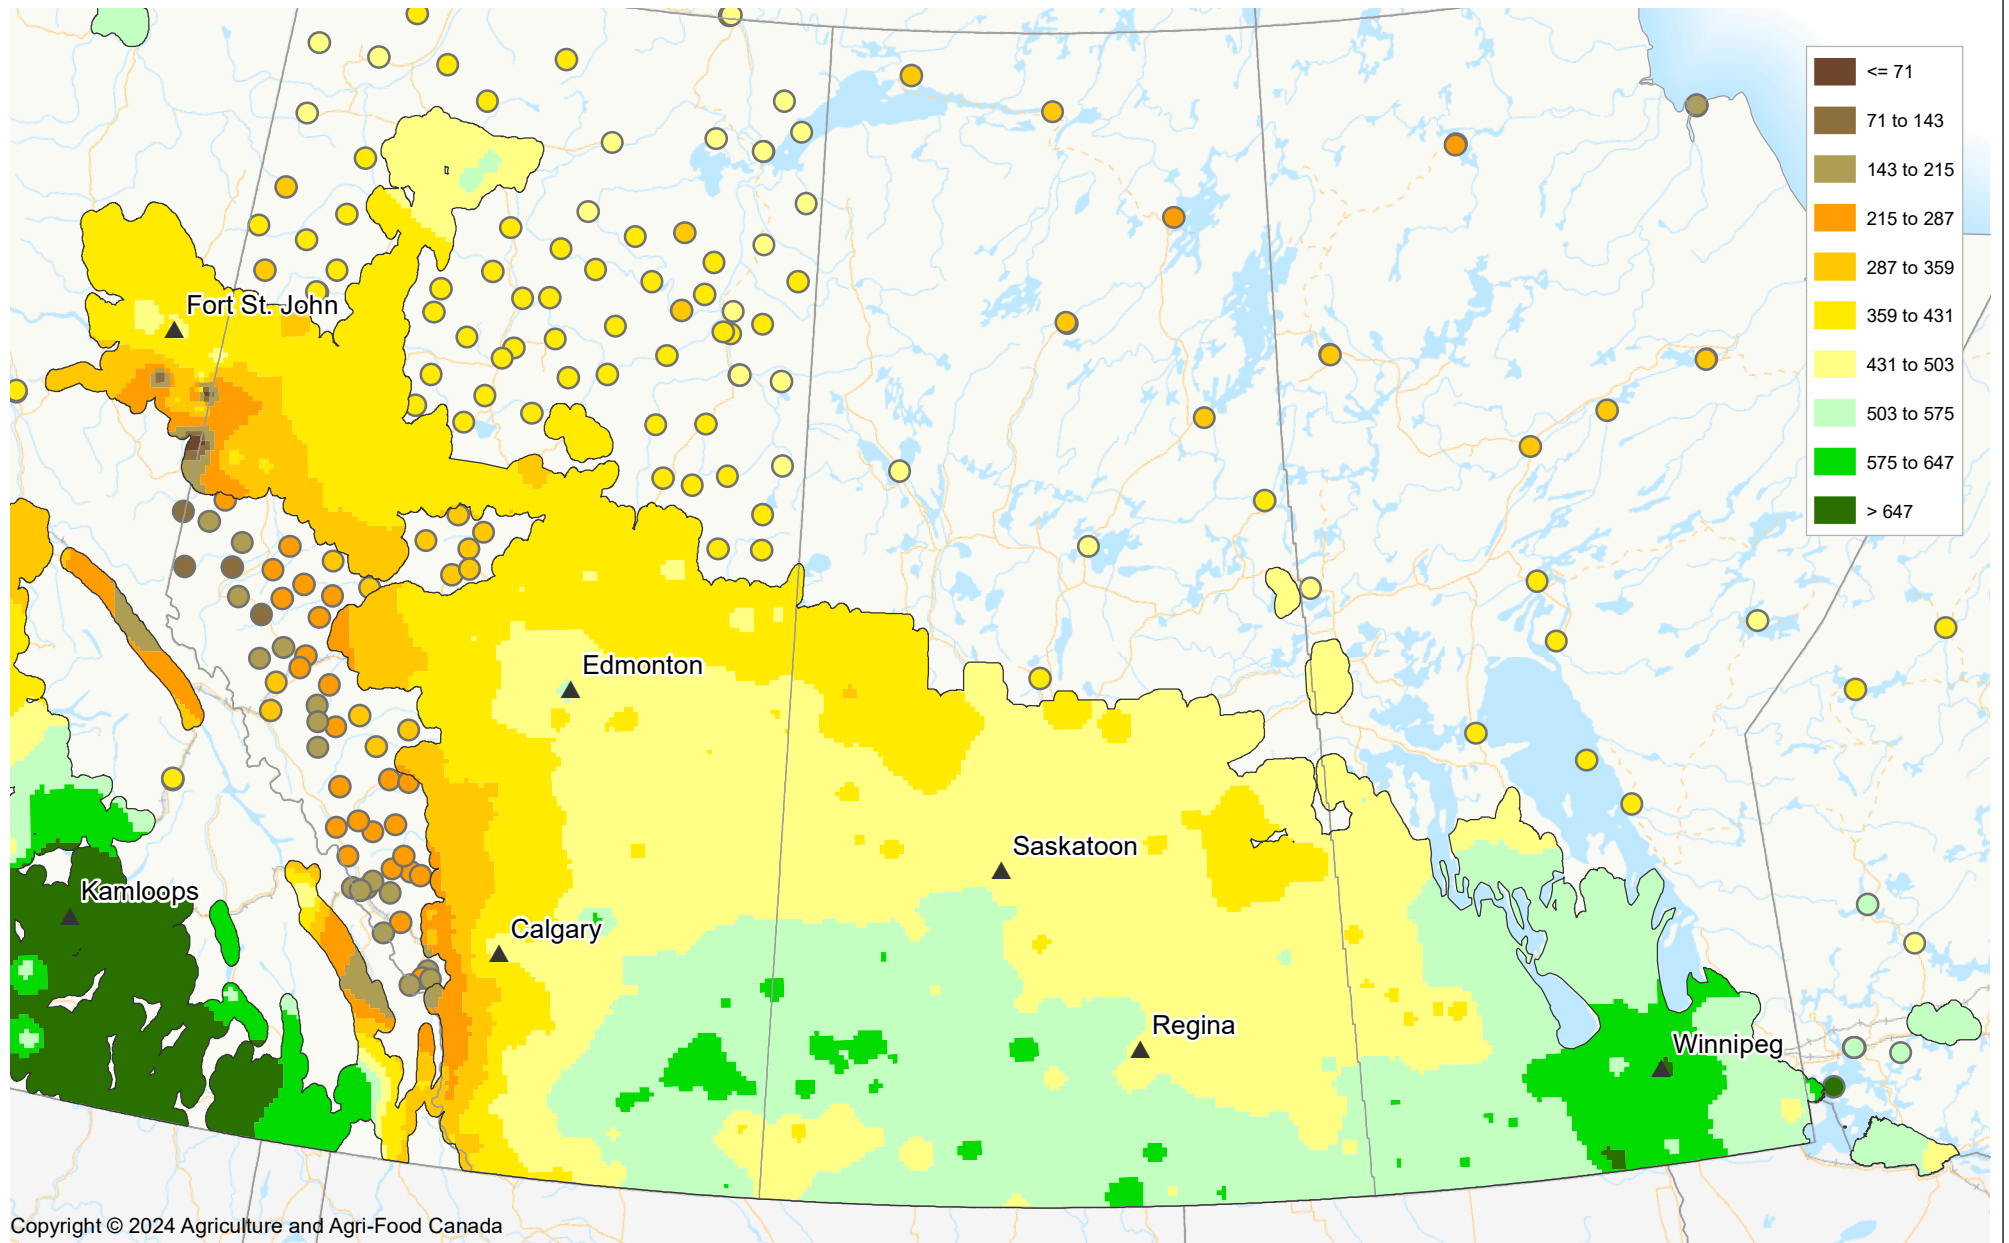 <= 71
71 to 143
143 to 215
215 to 287
287 to 359
359 to 431
431 to 503
503 to 575
575 to 647
> 647
Fort St. John
Edmonton
Saskatoon
Kamloops
Calgary
Regina
Winnipeg
Copyright © 2024 Agriculture and Agri-Food Canada